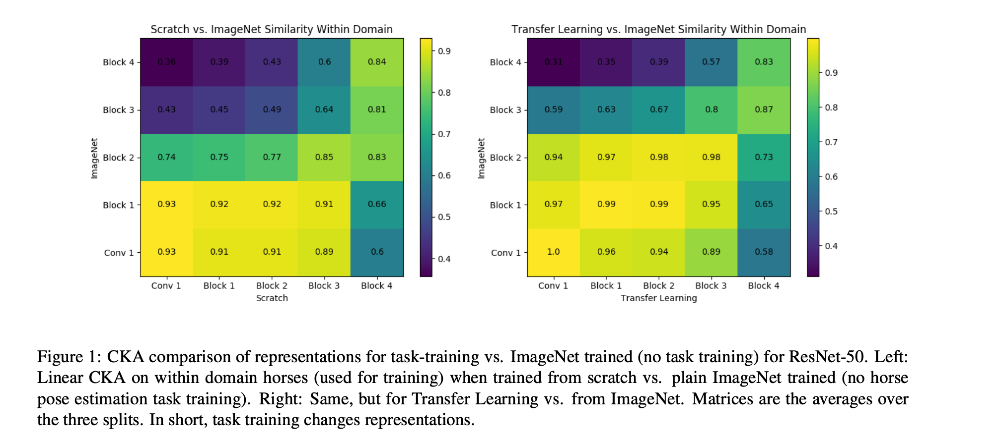 Scratch vs. ImageNet Similarity Within Domain
Block 4 0.36 0.39 0.43 0.6 0.84
Block 3 0.43 0.45 0.49 0.64 0.81
Block 2 0.74 0.75 0.77 0.85 0.83
Block 1 0.93 0.92 0.92 0.91 0.66
Conv 1 0.93 0.91 0.91 0.89 0.6
Conv 1 Block 1 Block 2 Block 3 Block 4
Scratch
ImageNet
0.9
0.8
0.7
0.6
0.5
0.4
Transfer Learning vs. ImageNet Similarity Within Domain
Block 4 0.31 0.35 0.39 0.57 0.83
Block 3 0.59 0.63 0.67 0.8 0.87
Block 2 0.94 0.97 0.98 0.98 0.73
Block 1 0.97 0.99 0.99 0.95 0.65
Conv 1 1.0 0.96 0.94 0.89 0.58
Conv 1 Block 1 Block 2 Block 3 Block 4
Transfer Learning
ImageNet
0.9
0.8
0.7
0.6
0.5
0.4
Figure 1: CKA comparison of representations for task-training vs. ImageNet trained (no task training) for ResNet-50. Left:
Linear CKA on within domain horses (used for training) when trained from scratch vs. plain ImageNet trained (no horse
pose estimation task training). Right: Same, but for Transfer Learning vs. from ImageNet. Matrices are the averages over
the three splits. In short, task training changes representations.